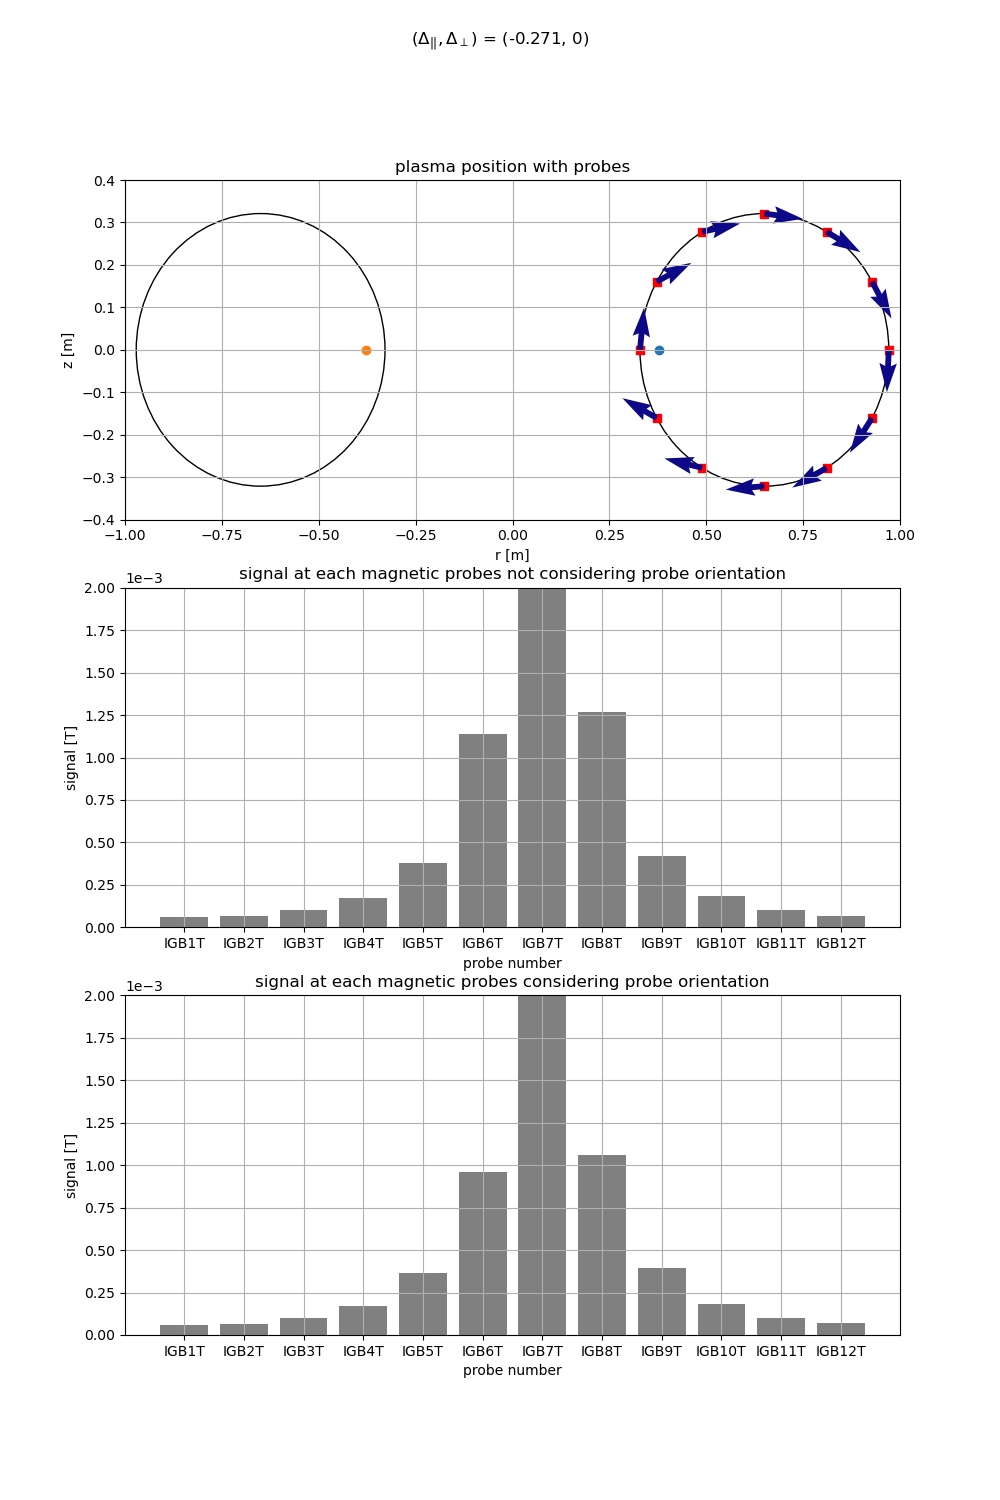 (Δ∥, Δ⊥) = (-0.271, 0)
plasma position with probes
0.4
0.3
0.2
0.1
0.0
−0.1
−0.2
−0.3
−0.4
z [m]
−1.00 −0.75 −0.50 −0.25 0.00 0.25 0.50 0.75 1.00
r [m]
signal at each magnetic probes not considering probe orientation
1e−3
2.00
1.75
1.50
1.25
1.00
0.75
0.50
0.25
0.00
signal [T]
IGB1T IGB2T IGB3T IGB4T IGB5T IGB6T IGB7T IGB8T IGB9T IGB10T IGB11T IGB12T
probe number
signal at each magnetic probes considering probe orientation
1e−3
2.00
1.75
1.50
1.25
1.00
0.75
0.50
0.25
0.00
signal [T]
IGB1T IGB2T IGB3T IGB4T IGB5T IGB6T IGB7T IGB8T IGB9T IGB10T IGB11T IGB12T
probe number